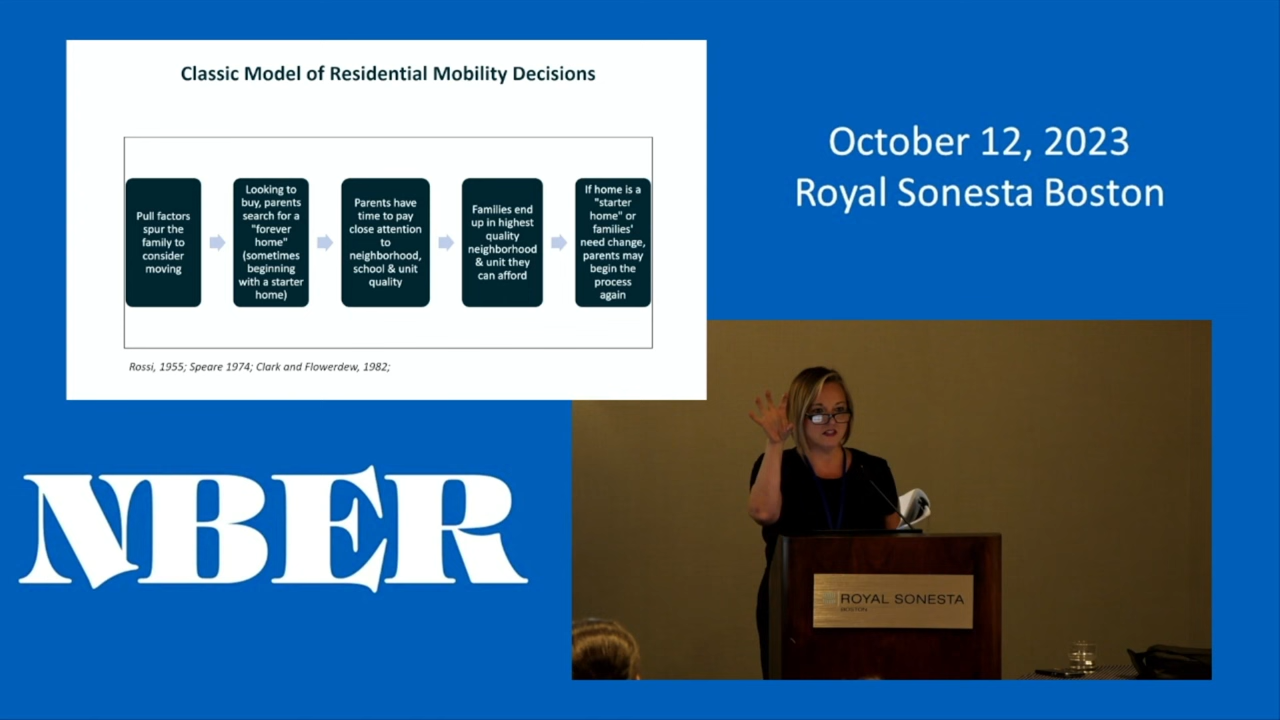 Classic Model of Residential Mobility Decisions
Pull factors
spur the
family to
consider
moving
Looking to
buy, parents
search for a
"forever
home"
(sometimes
beginning
with a starter
home)
Parents have
time to pay
close attention
to
neighborhood,
school & unit
quality
Families end
up in highest
quality
neighborhood
& unit they
can afford
If home is a
"starter
home" or
families'
need change,
parents may
begin the
process
again
Rossi, 1955; Speare 1974; Clark and Flowerdew, 1982;
October 12, 2023
Royal Sonesta Boston
NBER
ROYAL SONESTA
BOSTON